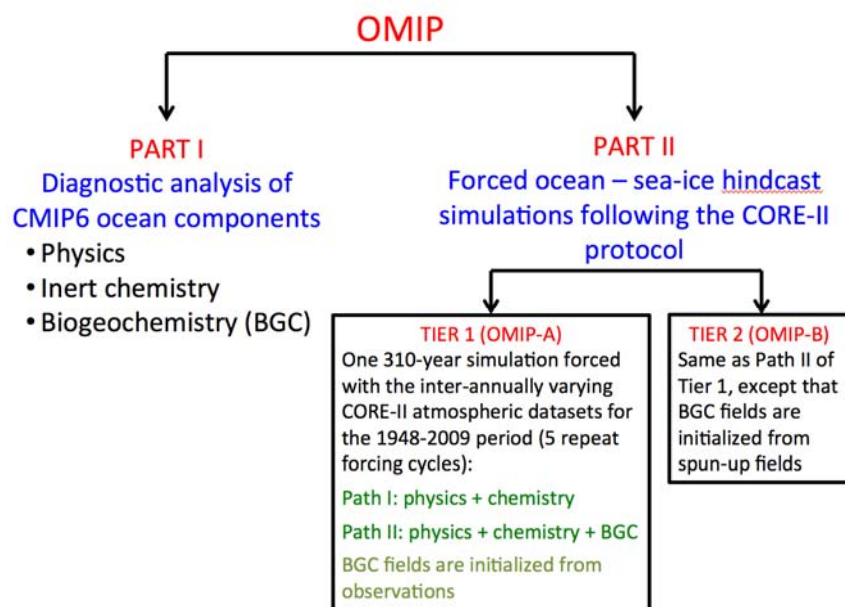 OMIP
PART I
Diagnostic analysis of
CMIP6 ocean components
• Physics
• Inert chemistry
• Biogeochemistry (BGC)
PART II
Forced ocean – sea-ice hindcast
simulations following the CORE-II
protocol
TIER 1 (OMIP-A)
One 310-year simulation forced
with the inter-annually varying
CORE-II atmospheric datasets for
the 1948-2009 period (5 repeat
forcing cycles):
Path I: physics + chemistry
Path II: physics + chemistry + BGC
BGC fields are initialized from
observations
TIER 2 (OMIP-B)
Same as Path II of
Tier 1, except that
BGC fields are
initialized from
spun-up fields